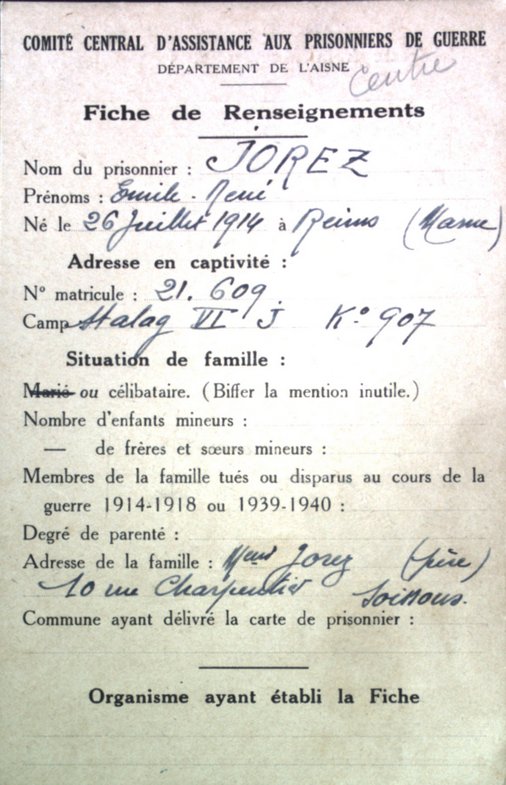 COMITÉ CENTRAL D'ASSISTANCE AUX PRISONNIERS DE GUERRE
DÉPARTEMENT DE L'AISNE
Centre
Fiche de Renseignements
Nom du prisonnier : JOREZ
Prénoms : Emile-René
Né le 26 Juillet 1914 à Reims (Marne)
Adresse en captivité :
N° matricule : 21.609.
Camp Stalag VI J K° 907
Situation de famille :
Marié ou célibataire. (Biffer la mention inutile.)
Nombre d'enfants mineurs :
— de frères et sœurs mineurs :
Membres de la famille tués ou disparus au cours de la
guerre 1914-1918 ou 1939-1940 :
Degré de parenté :
Adresse de la famille : Jorez (père)
10 rue Charpentier Soissons.
Commune ayant délivré la carte de prisonnier :
Organisme ayant établi la Fiche